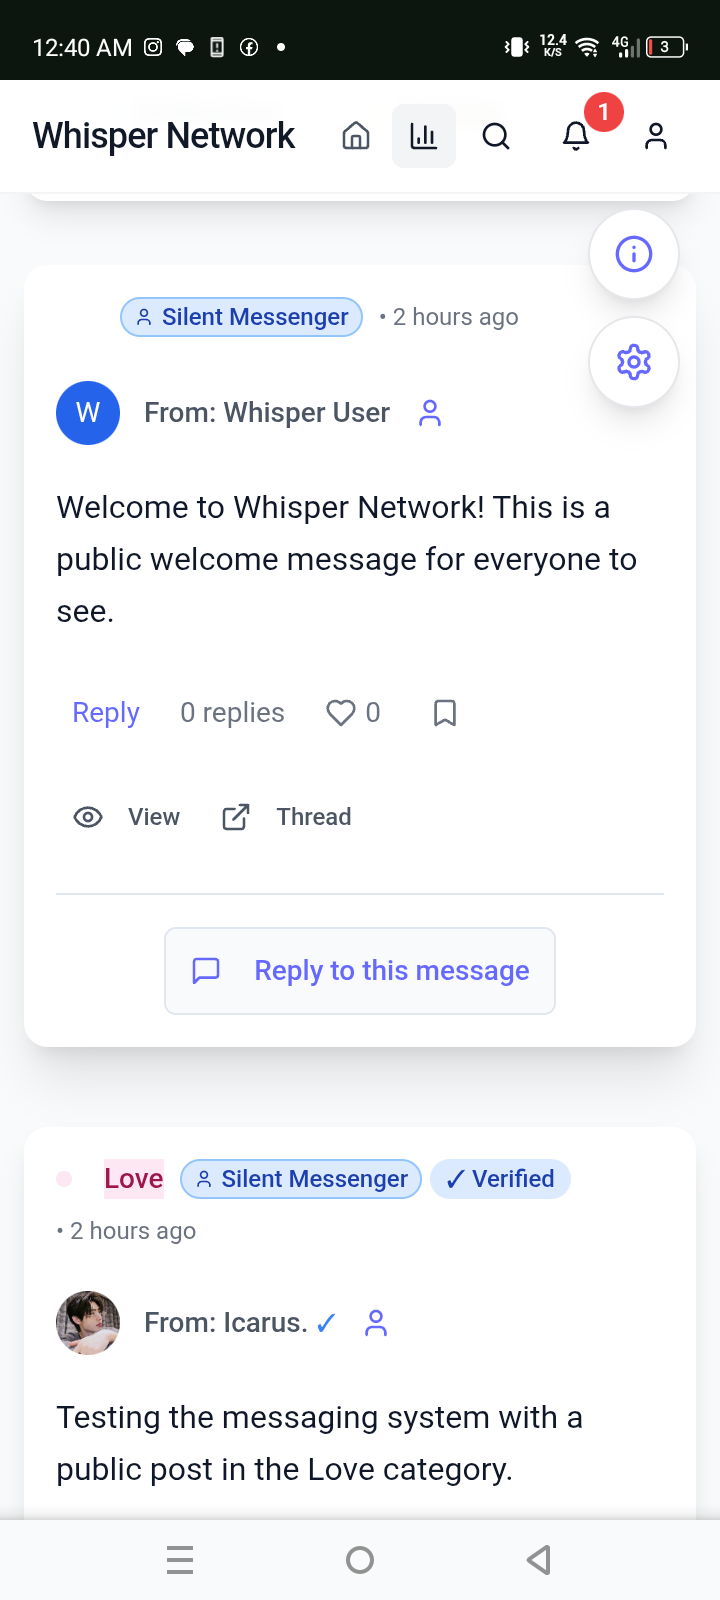 12:40 AM 12.4 K/S 4G 3
Whisper Network 1
Silent Messenger • 2 hours ago
W From: Whisper User
Welcome to Whisper Network! This is a
public welcome message for everyone to
see.
Reply 0 replies 0
View Thread
Reply to this message
Love Silent Messenger ✓ Verified
• 2 hours ago
From: Icarus. ✓
Testing the messaging system with a
public post in the Love category.